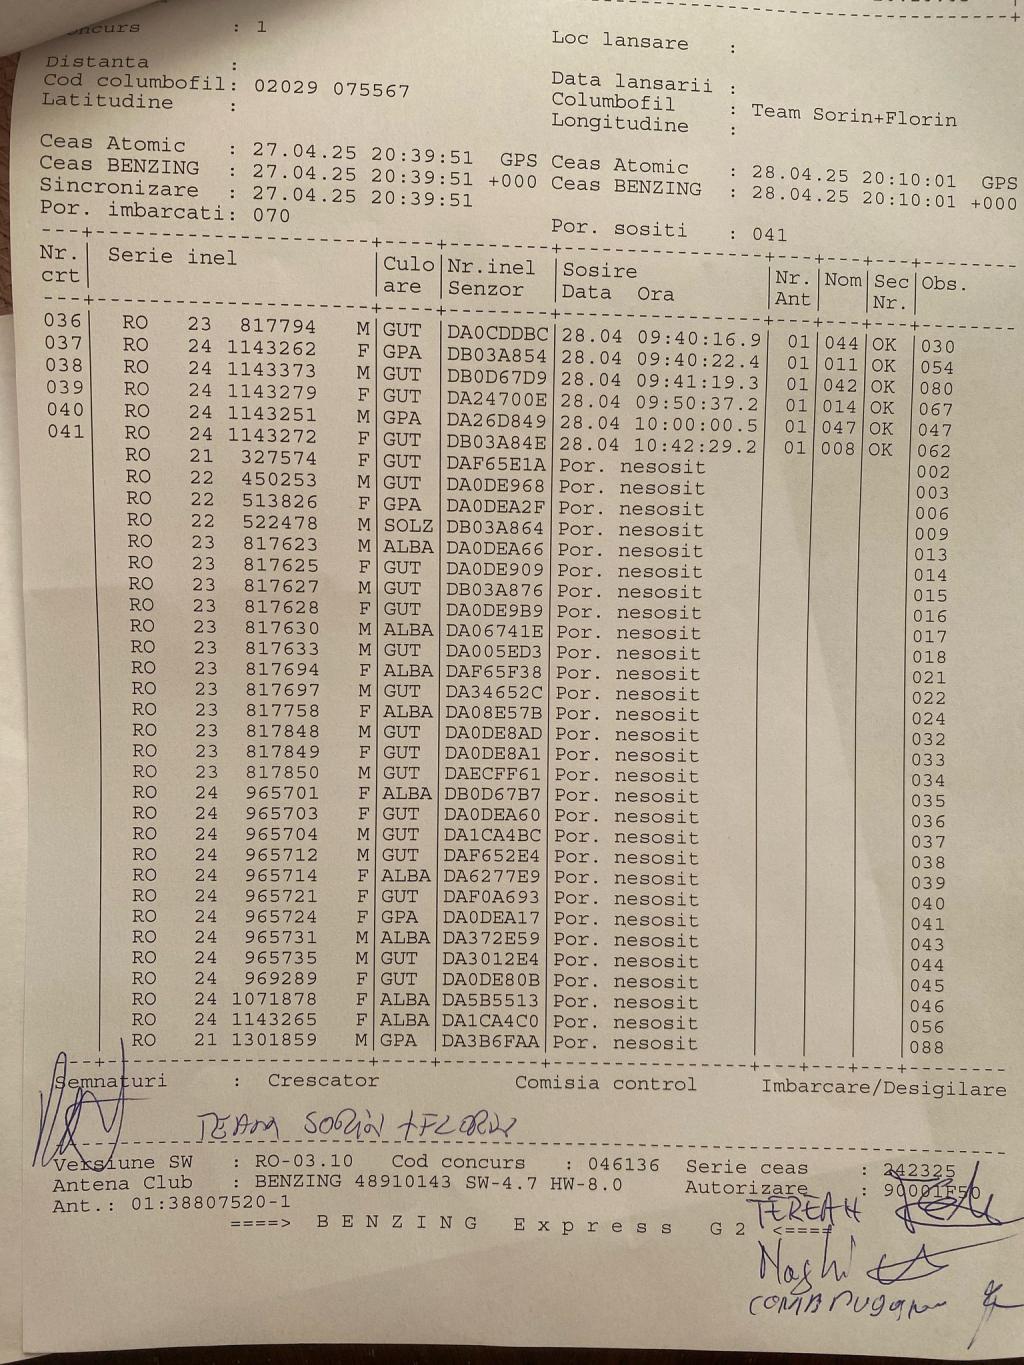 Concurs : 1 Loc lansare :
Distanta : Data lansarii :
Cod columbofil: 02029 075567 Columbofil : Team Sorin+Florin
Latitudine : Longitudine :
Ceas Atomic : 27.04.25 20:39:51 GPS Ceas Atomic : 28.04.25 20:10:01 GPS
Ceas BENZING : 27.04.25 20:39:51 +000 Ceas BENZING : 28.04.25 20:10:01 +000
Sincronizare : 27.04.25 20:39:51
Por. imbarcati: 070 Por. sositi : 041
Nr. Serie inel Culo Nr.inel Sosire Nr. Nom Sec Obs.
crt are Senzor Data Ora Ant Nr.
036 RO 23 817794 M GUT DA0CDDBC 28.04 09:40:16.9 01 044 OK 030
037 RO 24 1143262 F GPA DB03A854 28.04 09:40:22.4 01 011 OK 054
038 RO 24 1143373 M GUT DB0D67D9 28.04 09:41:19.3 01 042 OK 080
039 RO 24 1143279 F GUT DA24700E 28.04 09:50:37.2 01 014 OK 067
040 RO 24 1143251 M GPA DA26D849 28.04 10:00:00.5 01 047 OK 047
041 RO 24 1143272 F GUT DB03A84E 28.04 10:42:29.2 01 008 OK 062
RO 21 327574 F GUT DAF65E1A Por. nesosit 002
RO 22 450253 M GUT DA0DE968 Por. nesosit 003
RO 22 513826 F GPA DA0DEA2F Por. nesosit 006
RO 22 522478 M SOLZ DB03A864 Por. nesosit 009
RO 23 817623 M ALBA DA0DEA66 Por. nesosit 013
RO 23 817625 F GUT DA0DE909 Por. nesosit 014
RO 23 817627 M GUT DB03A876 Por. nesosit 015
RO 23 817628 F GUT DA0DE9B9 Por. nesosit 016
RO 23 817630 M ALBA DA06741E Por. nesosit 017
RO 23 817633 M GUT DA005ED3 Por. nesosit 018
RO 23 817694 F ALBA DAF65F38 Por. nesosit 021
RO 23 817697 M GUT DA34652C Por. nesosit 022
RO 23 817758 F ALBA DA08E57B Por. nesosit 024
RO 23 817848 M GUT DA0DE8AD Por. nesosit 032
RO 23 817849 F GUT DA0DE8A1 Por. nesosit 033
RO 23 817850 M GUT DAECFF61 Por. nesosit 034
RO 24 965701 F ALBA DB0D67B7 Por. nesosit 035
RO 24 965703 F GUT DA0DEA60 Por. nesosit 036
RO 24 965704 M GUT DA1CA4BC Por. nesosit 037
RO 24 965712 M GUT DAF652E4 Por. nesosit 038
RO 24 965714 F ALBA DA6277E9 Por. nesosit 039
RO 24 965721 F GUT DAF0A693 Por. nesosit 040
RO 24 965724 F GPA DA0DEA17 Por. nesosit 041
RO 24 965731 M ALBA DA372E59 Por. nesosit 043
RO 24 965735 M GUT DA3012E4 Por. nesosit 044
RO 24 969289 F GUT DA0DE80B Por. nesosit 045
RO 24 1071878 F ALBA DA5B5513 Por. nesosit 046
RO 24 1143265 F ALBA DA1CA4C0 Por. nesosit 056
RO 21 1301859 M GPA DA3B6FAA Por. nesosit 088
Semnaturi : Crescator Comisia control Imbarcare/Desigilare
TEAM SORIN+FLORIN
Versiune SW : RO-03.10 Cod concurs : 046136 Serie ceas : 242325
Antena Club : BENZING 48910143 SW-4.7 HW-8.0 Autorizare : 90001F50
Ant.: 01:38807520-1
====> BENZING Express G2 <====